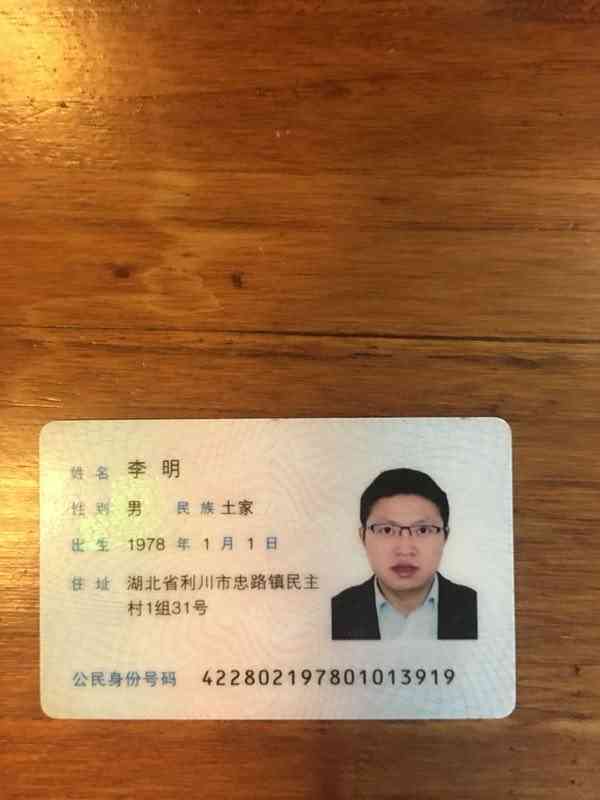 姓名 李明
性别 男 民族 土家
出生 1978 年 1 月 1 日
住址 湖北省利川市忠路镇民主
村1组31号
公民身份号码 422802197801013919